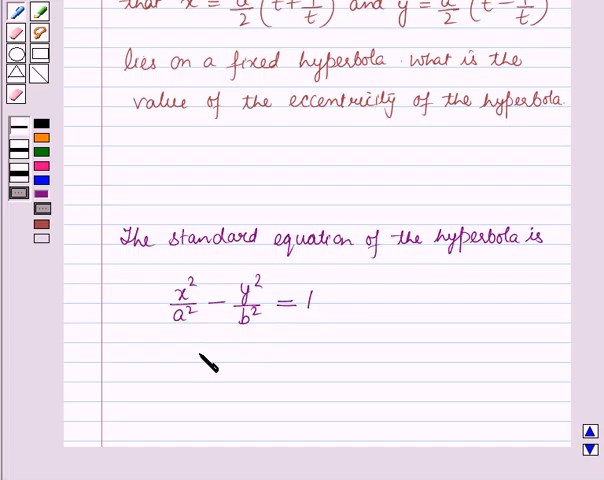 that x = a/2 (t + 1/t) and y = a/2 (t - 1/t)
lies on a fixed hyperbola. what is the
value of the eccentricity of the hyperbola
The standard equation of the hyperbola is
x²/a² - y²/b² = 1